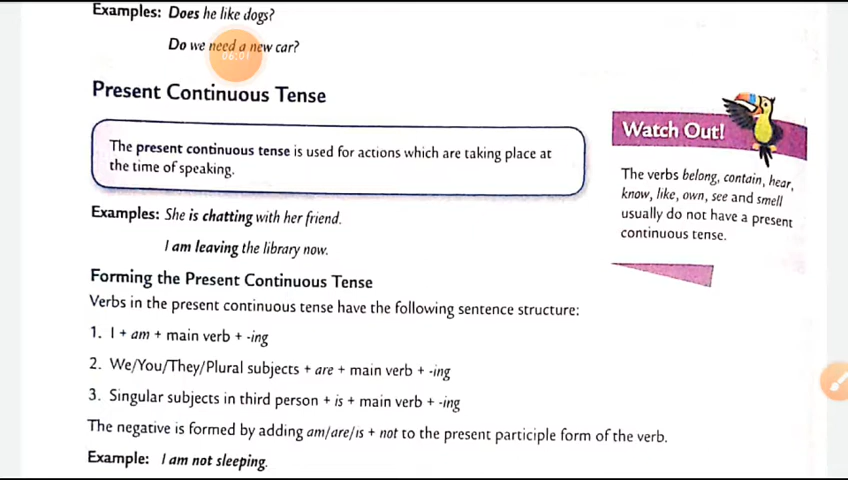 Examples: Does he like dogs?
Do we need a new car?
06:01
Present Continuous Tense
The present continuous tense is used for actions which are taking place at
the time of speaking.
Watch Out!
The verbs belong, contain, hear,
know, like, own, see and smell
usually do not have a present
continuous tense.
Examples: She is chatting with her friend.
I am leaving the library now.
Forming the Present Continuous Tense
Verbs in the present continuous tense have the following sentence structure:
1. I + am + main verb + -ing
2. We/You/They/Plural subjects + are + main verb + -ing
3. Singular subjects in third person + is + main verb + -ing
The negative is formed by adding am/are/is + not to the present participle form of the verb.
Example: I am not sleeping.